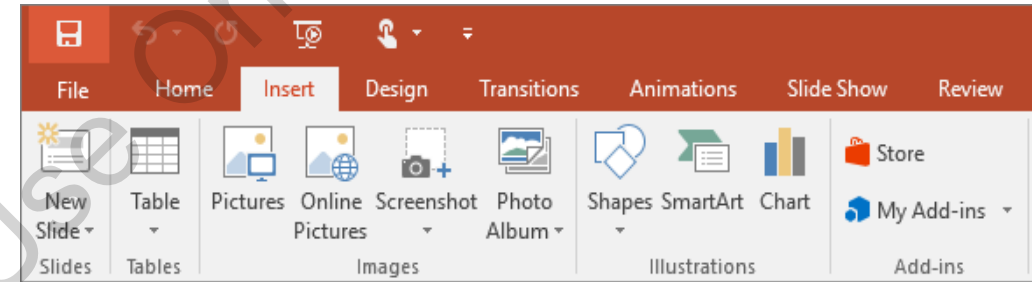 File Home Insert Design Transitions Animations Slide Show Review
New Table Pictures Online Screenshot Photo Shapes SmartArt Chart Store
Slide Pictures Album My Add-ins
Slides Tables Images Illustrations Add-ins